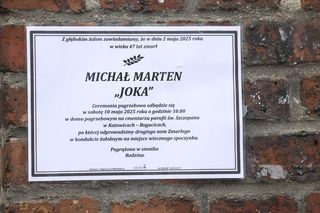 Z głębokim żalem zawiadamiamy, że w dniu 2 maja 2025 roku
w wieku 47 lat zmarł
MICHAŁ MARTEN
„JOKA”
Ceremonia pogrzebowa odbędzie się
w sobotę 10 maja 2025 roku o godzinie 10.00
w domu pogrzebowym na cmentarzu parafii św. Szczepana
w Katowicach – Bogucicach,
po której odprowadzimy drogiego nam Zmarłego
w kondukcie żałobnym na miejsce wiecznego spoczynku.
Pogrążona w smutku
Rodzina.